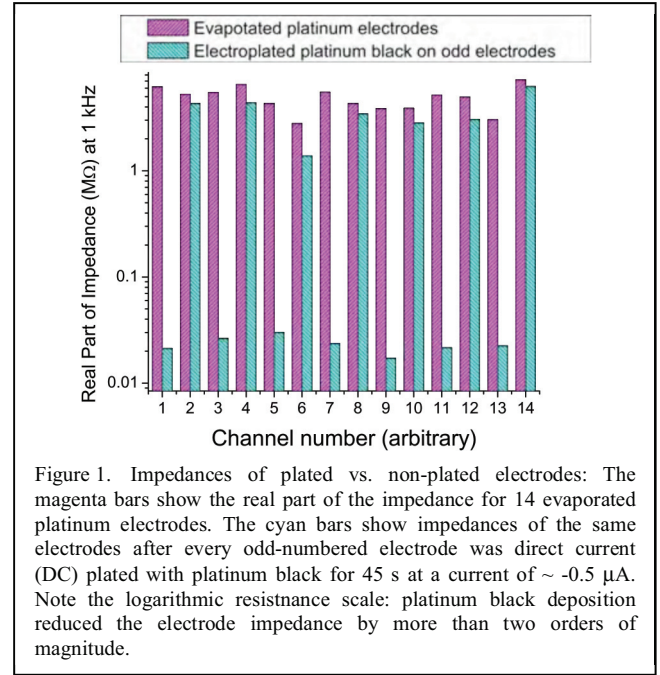 Evapotated platinum electrodes
Electroplated platinum black on odd electrodes
Real Part of Impedance (MΩ) at 1 kHz
1
0.1
0.01
1 2 3 4 5 6 7 8 9 10 11 12 13 14
Channel number (arbitrary)
Figure 1. Impedances of plated vs. non-plated electrodes: The
magenta bars show the real part of the impedance for 14 evaporated
platinum electrodes. The cyan bars show impedances of the same
electrodes after every odd-numbered electrode was direct current
(DC) plated with platinum black for 45 s at a current of ~ -0.5 μA.
Note the logarithmic resistnance scale: platinum black deposition
reduced the electrode impedance by more than two orders of
magnitude.